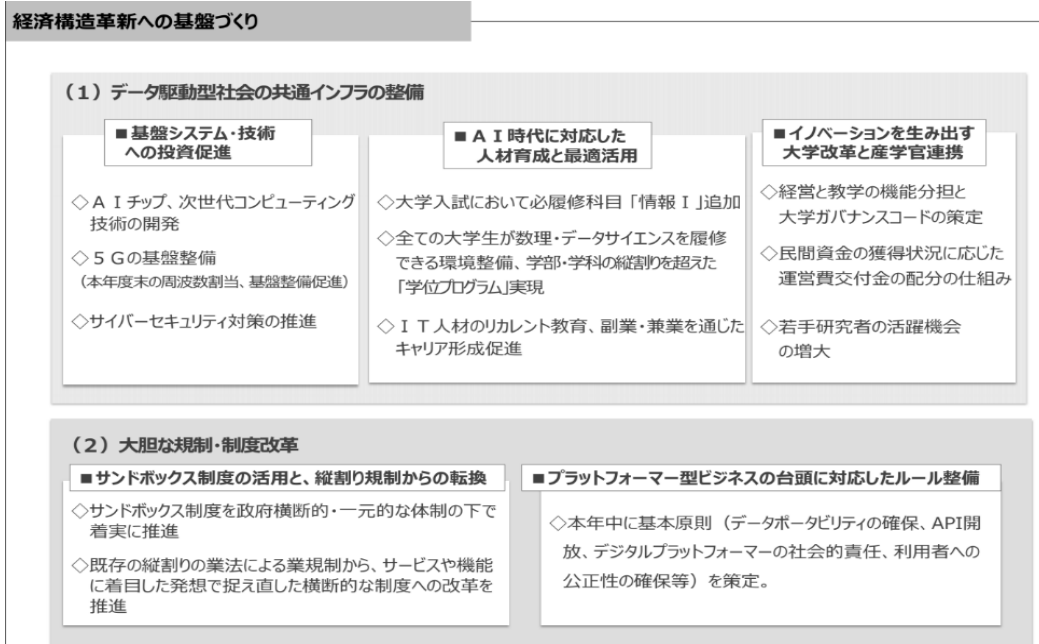 経済構造革新への基盤づくり
（１）データ駆動型社会の共通インフラの整備
■基盤システム・技術
への投資促進
◇ＡＩチップ、次世代コンピューティング
技術の開発
◇５Ｇの基盤整備
（本年度末の周波数割当、基盤整備促進）
◇サイバーセキュリティ対策の推進
■ＡＩ時代に対応した
人材育成と最適活用
◇大学入試において必履修科目「情報Ⅰ」追加
◇全ての大学生が数理・データサイエンスを履修
できる環境整備、学部・学科の縦割りを超えた
「学位プログラム」実現
◇ＩＴ人材のリカレント教育、副業・兼業を通じた
キャリア形成促進
■イノベーションを生み出す
大学改革と産学官連携
◇経営と教学の機能分担と
大学ガバナンスコードの策定
◇民間資金の獲得状況に応じた
運営費交付金の配分の仕組み
◇若手研究者の活躍機会
の増大
（２）大胆な規制・制度改革
■サンドボックス制度の活用と、縦割り規制からの転換
◇サンドボックス制度を政府横断的・一元的な体制の下で
着実に推進
◇既存の縦割りの業法による業規制から、サービスや機能
に着目した発想で捉え直した横断的な制度への改革を
推進
■プラットフォーマー型ビジネスの台頭に対応したルール整備
◇本年中に基本原則（データポータビリティの確保、API開
放、デジタルプラットフォーマーの社会的責任、利用者への
公正性の確保等）を策定。